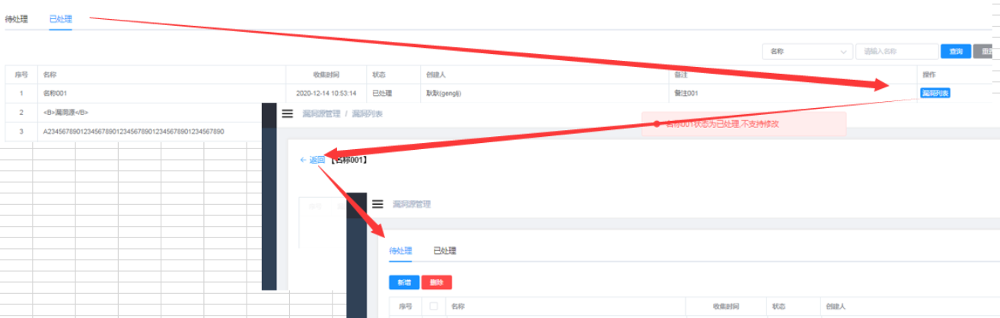 待处理 已处理
名称 请输入名称 查询
序号 名称 收集时间 状态 创建人 备注 操作
1 名称001 2020-12-14 10:53:14 已处理 耿耿(genglj) 备注001 漏洞列表
2 <B>漏洞源</B>
3 A234567890123456789012345678901234567890
漏洞源管理 / 漏洞列表
名称001状态为已处理,不支持修改
← 返回 【名称001】
序号
漏洞源管理
待处理 已处理
新增 删除
序号 名称 收集时间 状态 创建人